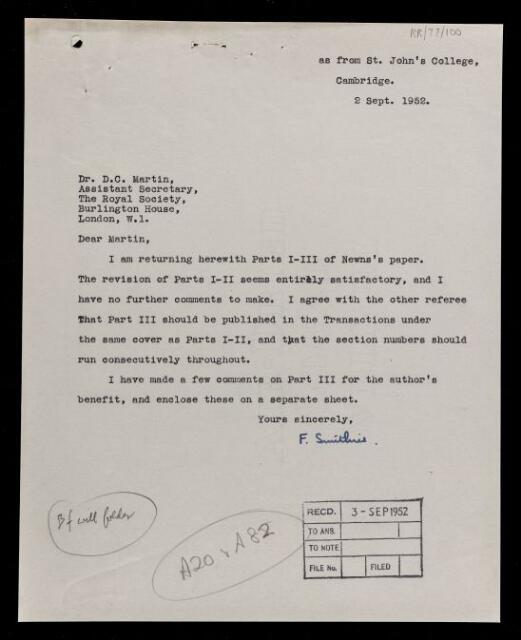 RR/77/100
as from St. John's College,
Cambridge.
2 Sept. 1952.
Dr. D.C. Martin,
Assistant Secretary,
The Royal Society,
Burlington House,
London, W.1.
Dear Martin,
I am returning herewith Parts I-III of Newns's paper.
The revision of Parts I-II seems entirely satisfactory, and I
have no further comments to make. I agree with the other referee
that Part III should be published in the Transactions under
the same cover as Parts I-II, and that the section numbers should
run consecutively throughout.
I have made a few comments on Part III for the author's
benefit, and enclose these on a separate sheet.
Yours sincerely,
F. Smithies.
Bf will folder
A20 & A82
RECD. 3 - SEP 1952
TO ANS.
TO NOTE
FILE No. FILED